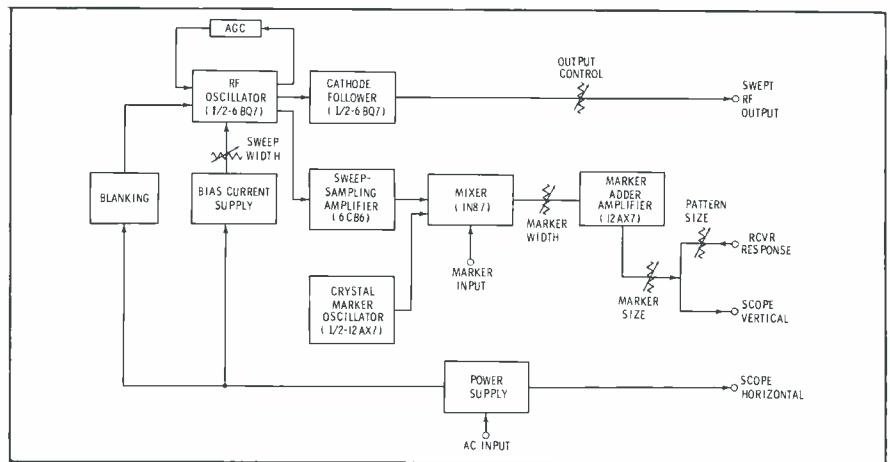 AGC
RF
OSCILLATOR
(1/2-6BQ7)
CATHODE
FOLLOWER
(1/2-6BQ7)
OUTPUT
CONTROL
SWEPT
RF
OUTPUT
SWEEP
WIDTH
BLANKING
BIAS CURRENT
SUPPLY
SWEEP-
SAMPLING
AMPLIFIER
(6CB6)
MIXER
(1N87)
MARKER
WIDTH
MARKER
ADDER
AMPLIFIER
(12AX7)
PATTERN
SIZE
RCVR
RESPONSE
MARKER
INPUT
CRYSTAL
MARKER
OSCILLATOR
(1/2-12AX7)
MARKER
SIZE
SCOPE
VERTICAL
POWER
SUPPLY
SCOPE
HORIZONTAL
AC INPUT